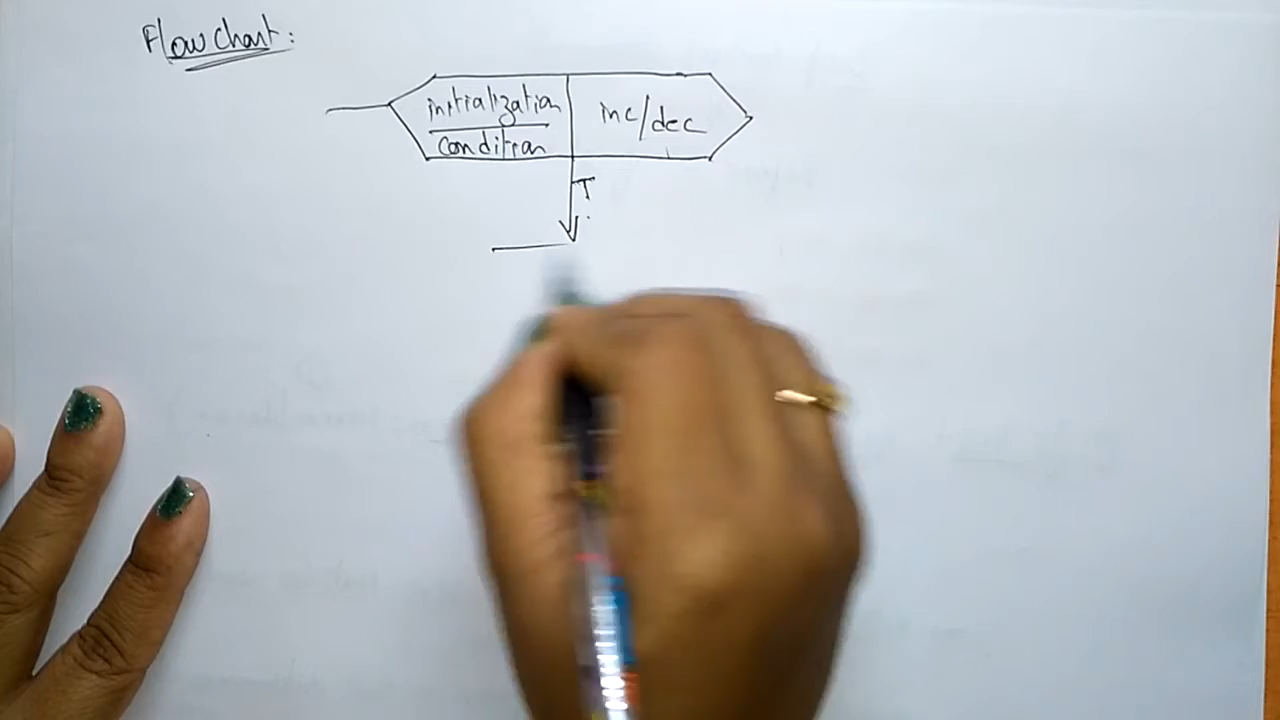 Flow chart:
initialization
condition
inc/dec
T